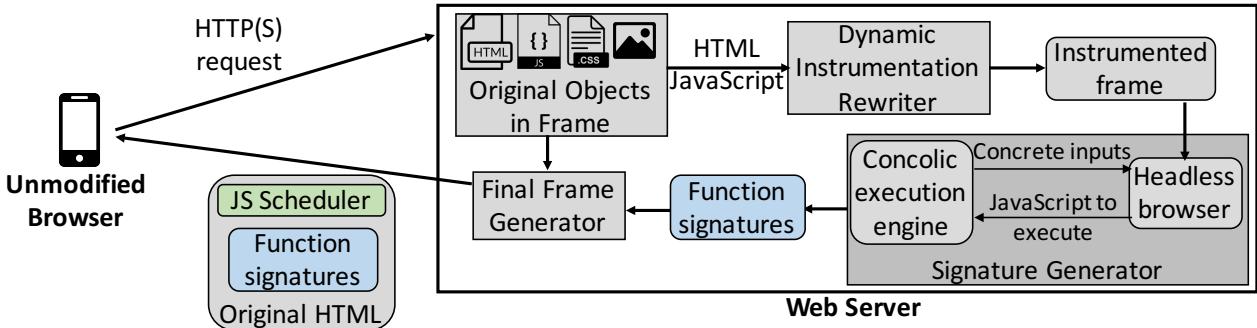 HTTP(S)
request
Unmodified
Browser
JS Scheduler
Function
signatures
Original HTML
HTML
{ }
JS
.CSS
Original Objects
in Frame
HTML
JavaScript
Dynamic
Instrumentation
Rewriter
Instrumented
frame
Final Frame
Generator
Function
signatures
Concolic
execution
engine
Concrete inputs
JavaScript to
execute
Headless
browser
Signature Generator
Web Server